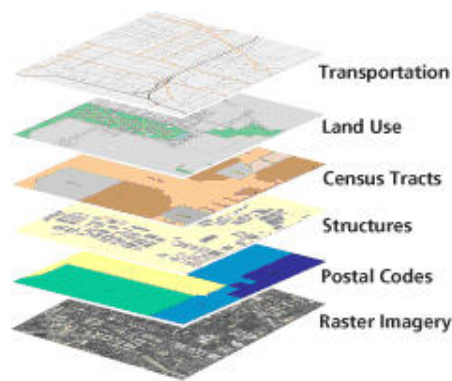 Transportation
Land Use
Census Tracts
Structures
Postal Codes
Raster Imagery